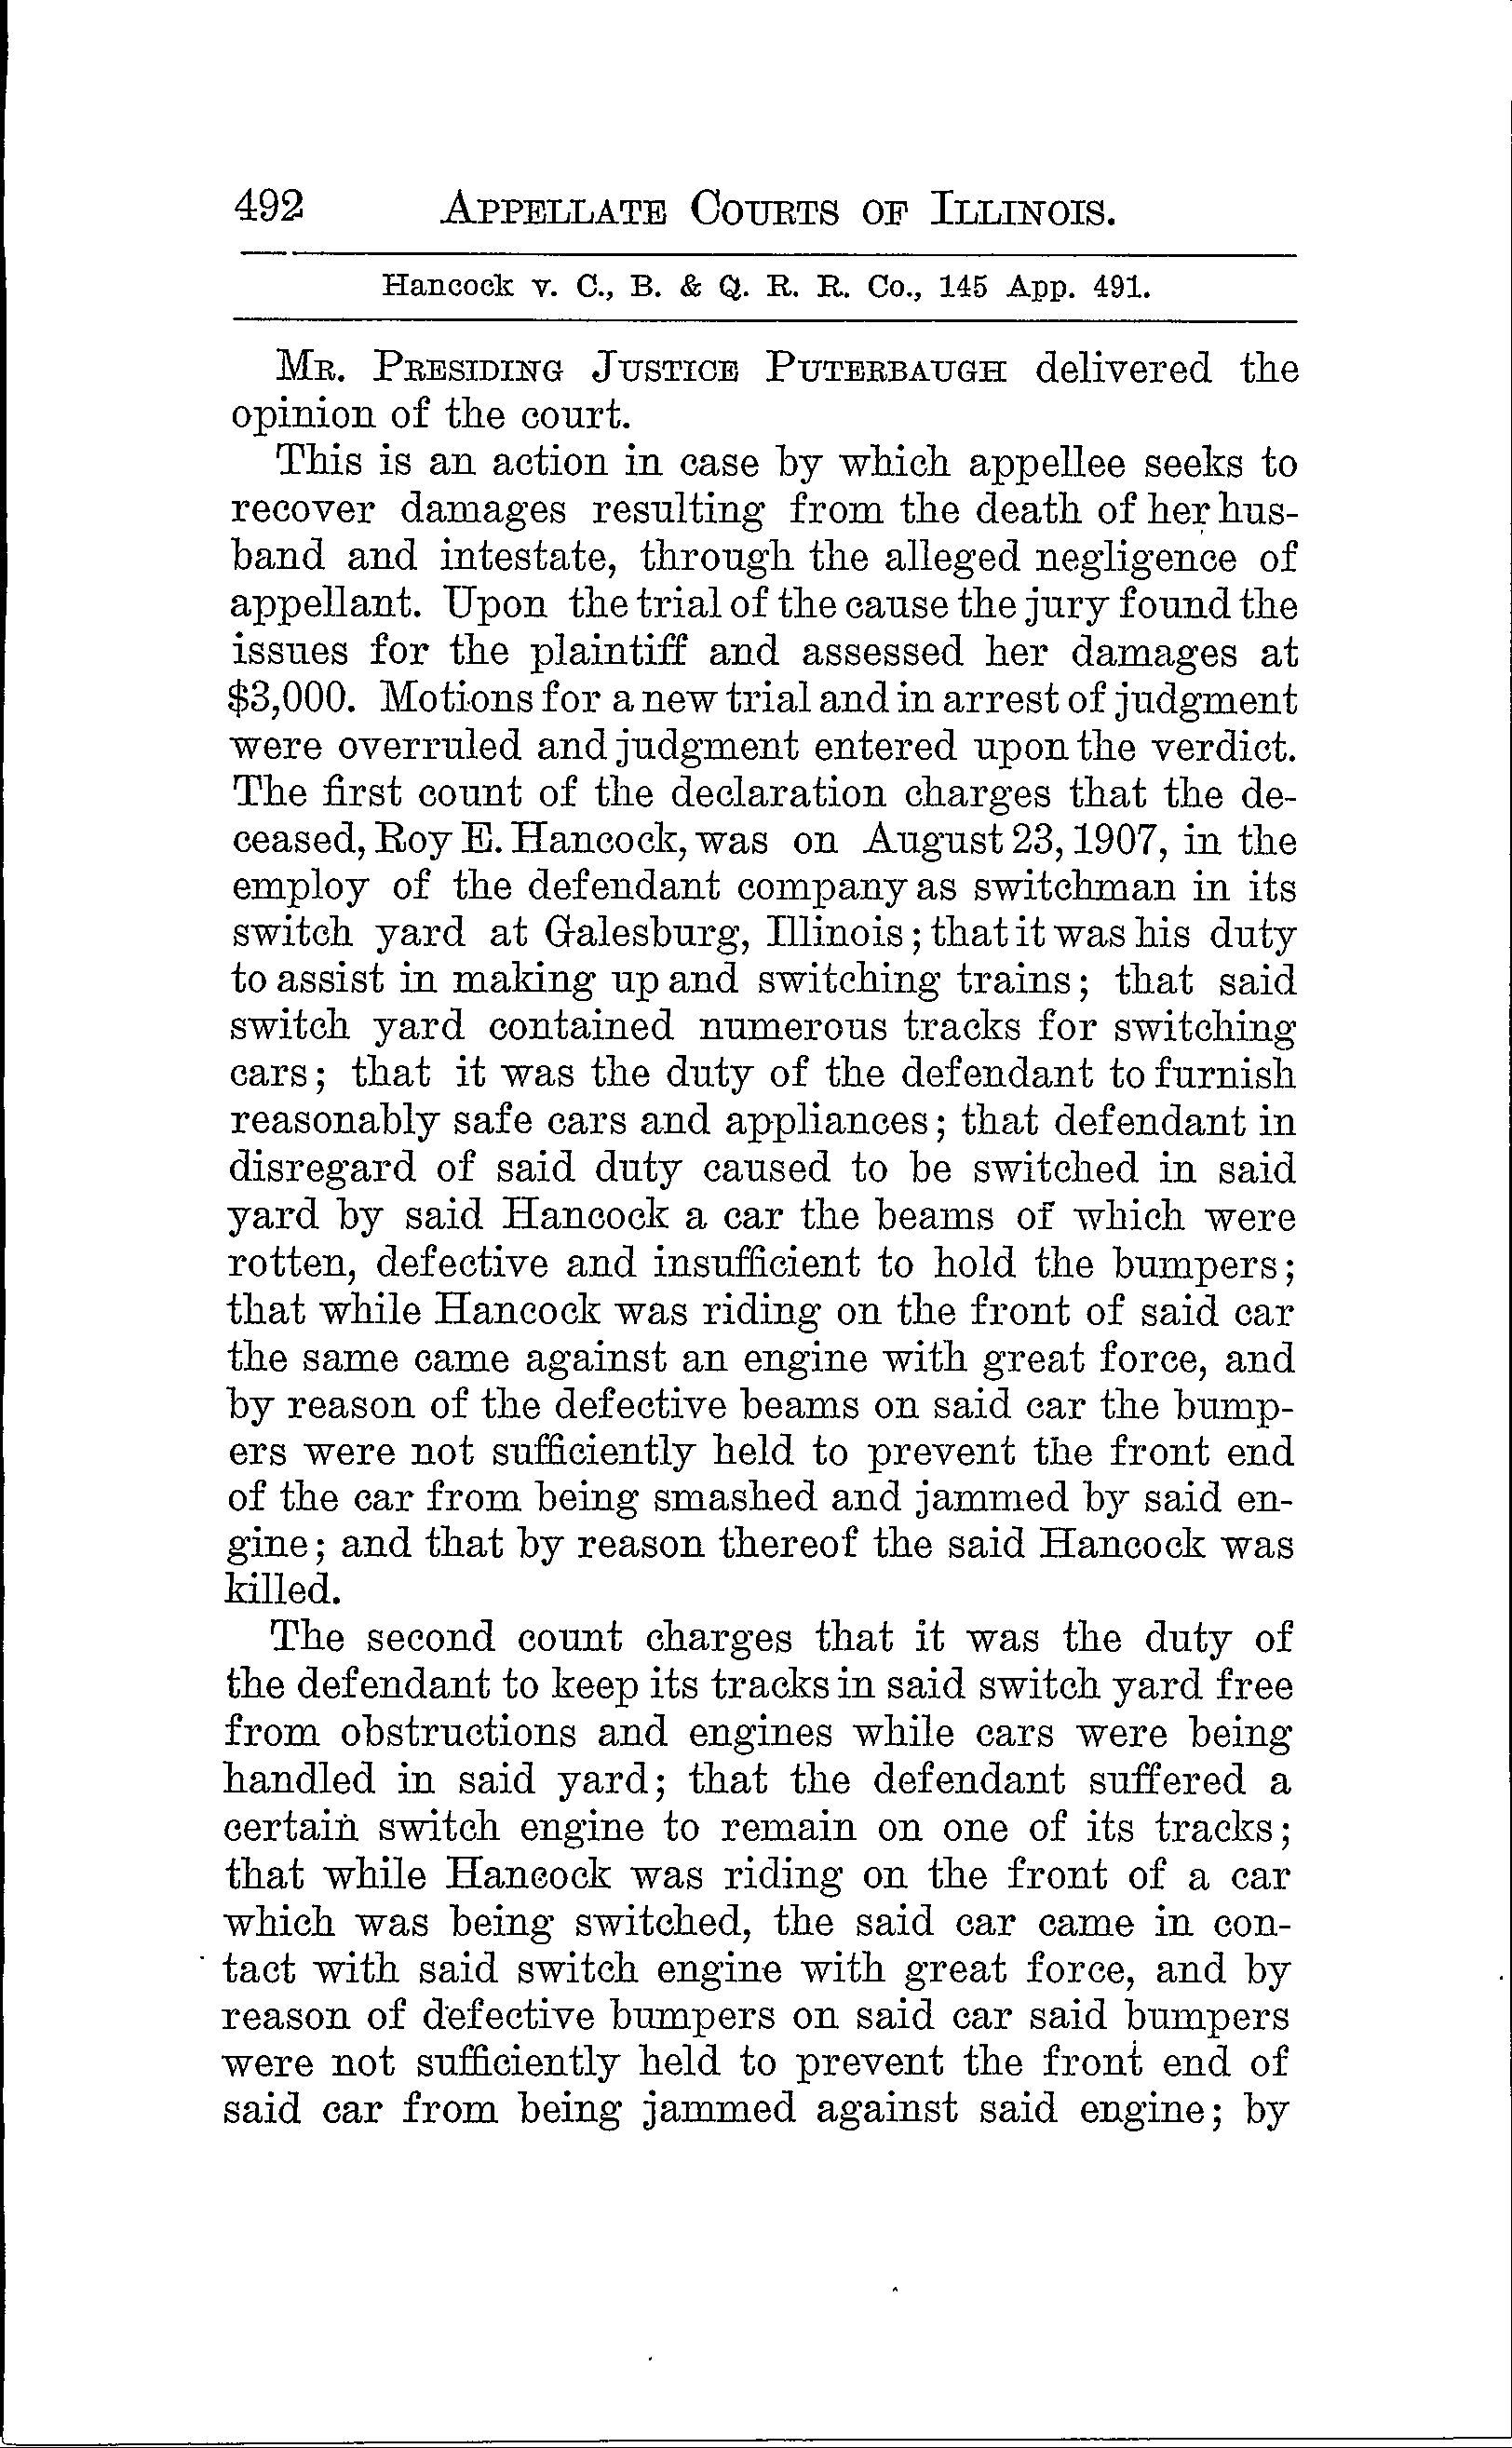 492 APPELLATE COURTS OF ILLINOIS.
Hancock v. C., B. & Q. R. R. Co., 145 App. 491.
MR. PRESIDING JUSTICE PUTERBAUGH delivered the
opinion of the court.
This is an action in case by which appellee seeks to
recover damages resulting from the death of her hus-
band and intestate, through the alleged negligence of
appellant. Upon the trial of the cause the jury found the
issues for the plaintiff and assessed her damages at
$3,000. Motions for a new trial and in arrest of judgment
were overruled and judgment entered upon the verdict.
The first count of the declaration charges that the de-
ceased, Roy E. Hancock, was on August 23, 1907, in the
employ of the defendant company as switchman in its
switch yard at Galesburg, Illinois; that it was his duty
to assist in making up and switching trains; that said
switch yard contained numerous tracks for switching
cars; that it was the duty of the defendant to furnish
reasonably safe cars and appliances; that defendant in
disregard of said duty caused to be switched in said
yard by said Hancock a car the beams of which were
rotten, defective and insufficient to hold the bumpers;
that while Hancock was riding on the front of said car
the same came against an engine with great force, and
by reason of the defective beams on said car the bump-
ers were not sufficiently held to prevent the front end
of the car from being smashed and jammed by said en-
gine; and that by reason thereof the said Hancock was
killed.
The second count charges that it was the duty of
the defendant to keep its tracks in said switch yard free
from obstructions and engines while cars were being
handled in said yard; that the defendant suffered a
certain switch engine to remain on one of its tracks;
that while Hancock was riding on the front of a car
which was being switched, the said car came in con-
tact with said switch engine with great force, and by
reason of defective bumpers on said car said bumpers
were not sufficiently held to prevent the front end of
said car from being jammed against said engine; by